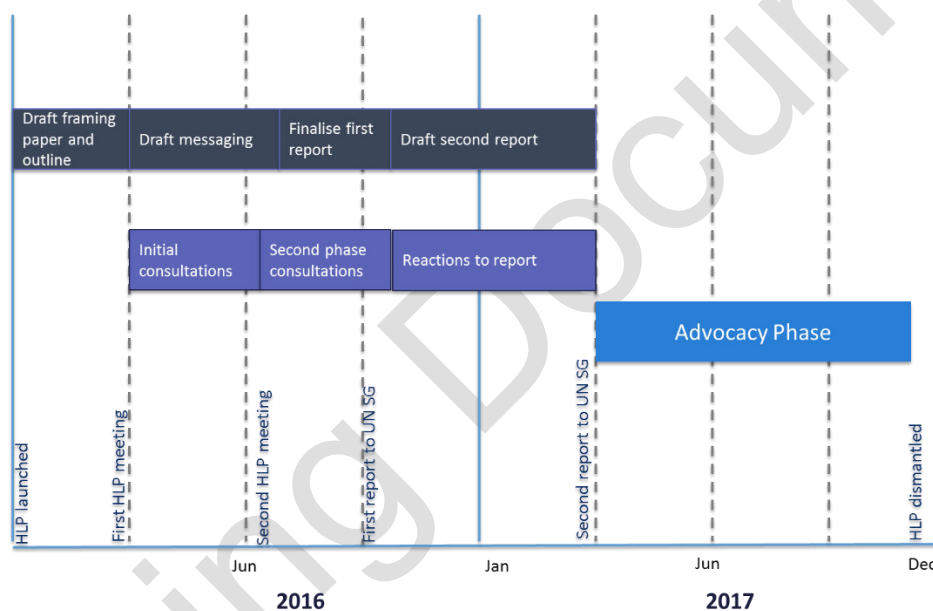 Draft framing
paper and
outline
Draft messaging
Finalise first
report
Draft second report
Initial
consultations
Second phase
consultations
Reactions to report
Advocacy Phase
HLP launched
First HLP meeting
Second HLP meeting
First report to UN SG
Second report to UN SG
HLP dismantled
Jun
Jan
Jun
Dec
2016
2017